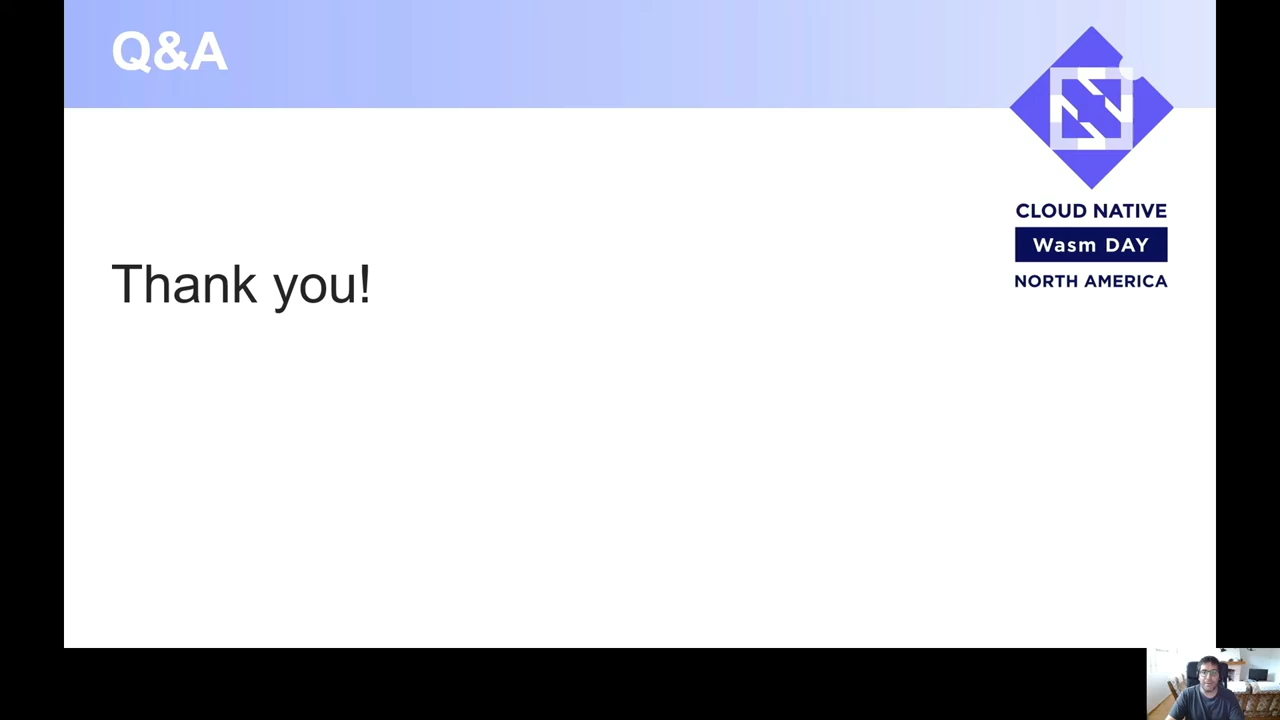 Q&A
CLOUD NATIVE
Wasm DAY
NORTH AMERICA
Thank you!